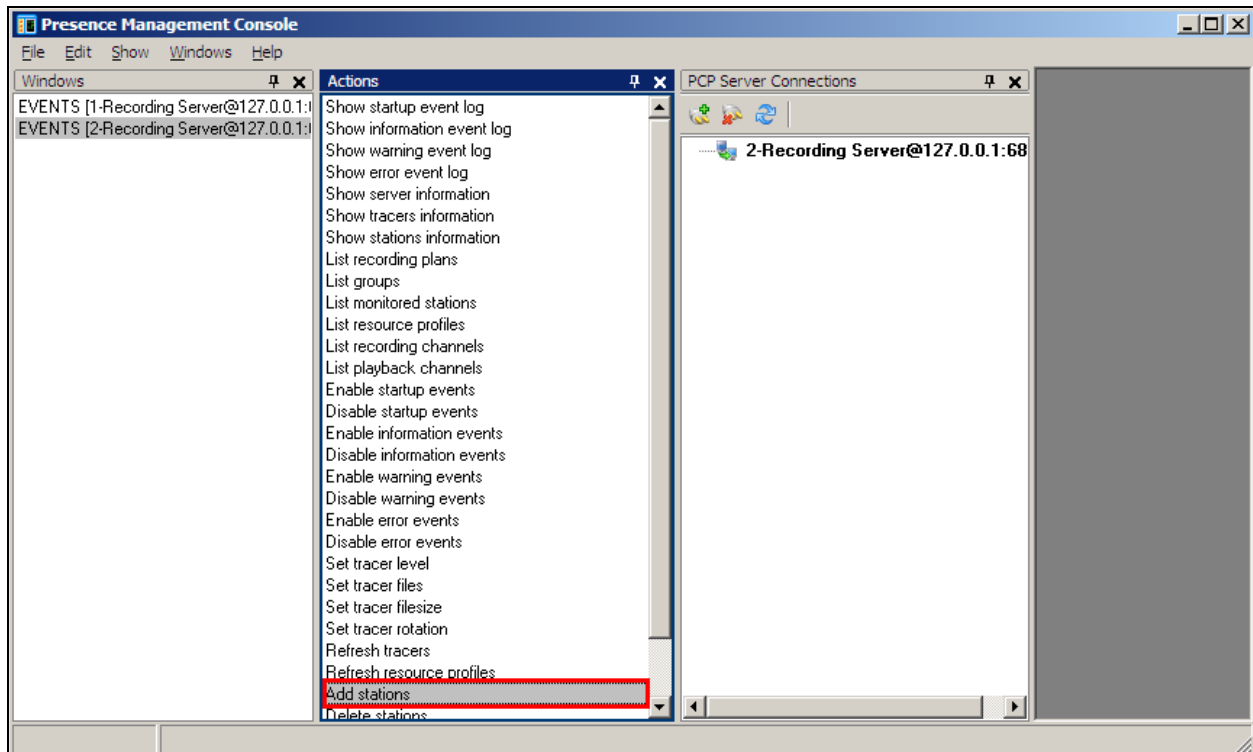 Presence Management Console
File Edit Show Windows Help
Windows
EVENTS [1-Recording Server@127.0.0.1:
EVENTS [2-Recording Server@127.0.0.1:
Actions
Show startup event log
Show information event log
Show warning event log
Show error event log
Show server information
Show tracers information
Show stations information
List recording plans
List groups
List monitored stations
List resource profiles
List recording channels
List playback channels
Enable startup events
Disable startup events
Enable information events
Disable information events
Enable warning events
Disable warning events
Enable error events
Disable error events
Set tracer level
Set tracer files
Set tracer filesize
Set tracer rotation
Refresh tracers
Refresh resource profiles
Add stations
Delete stations
PCP Server Connections
2-Recording Server@127.0.0.1:68